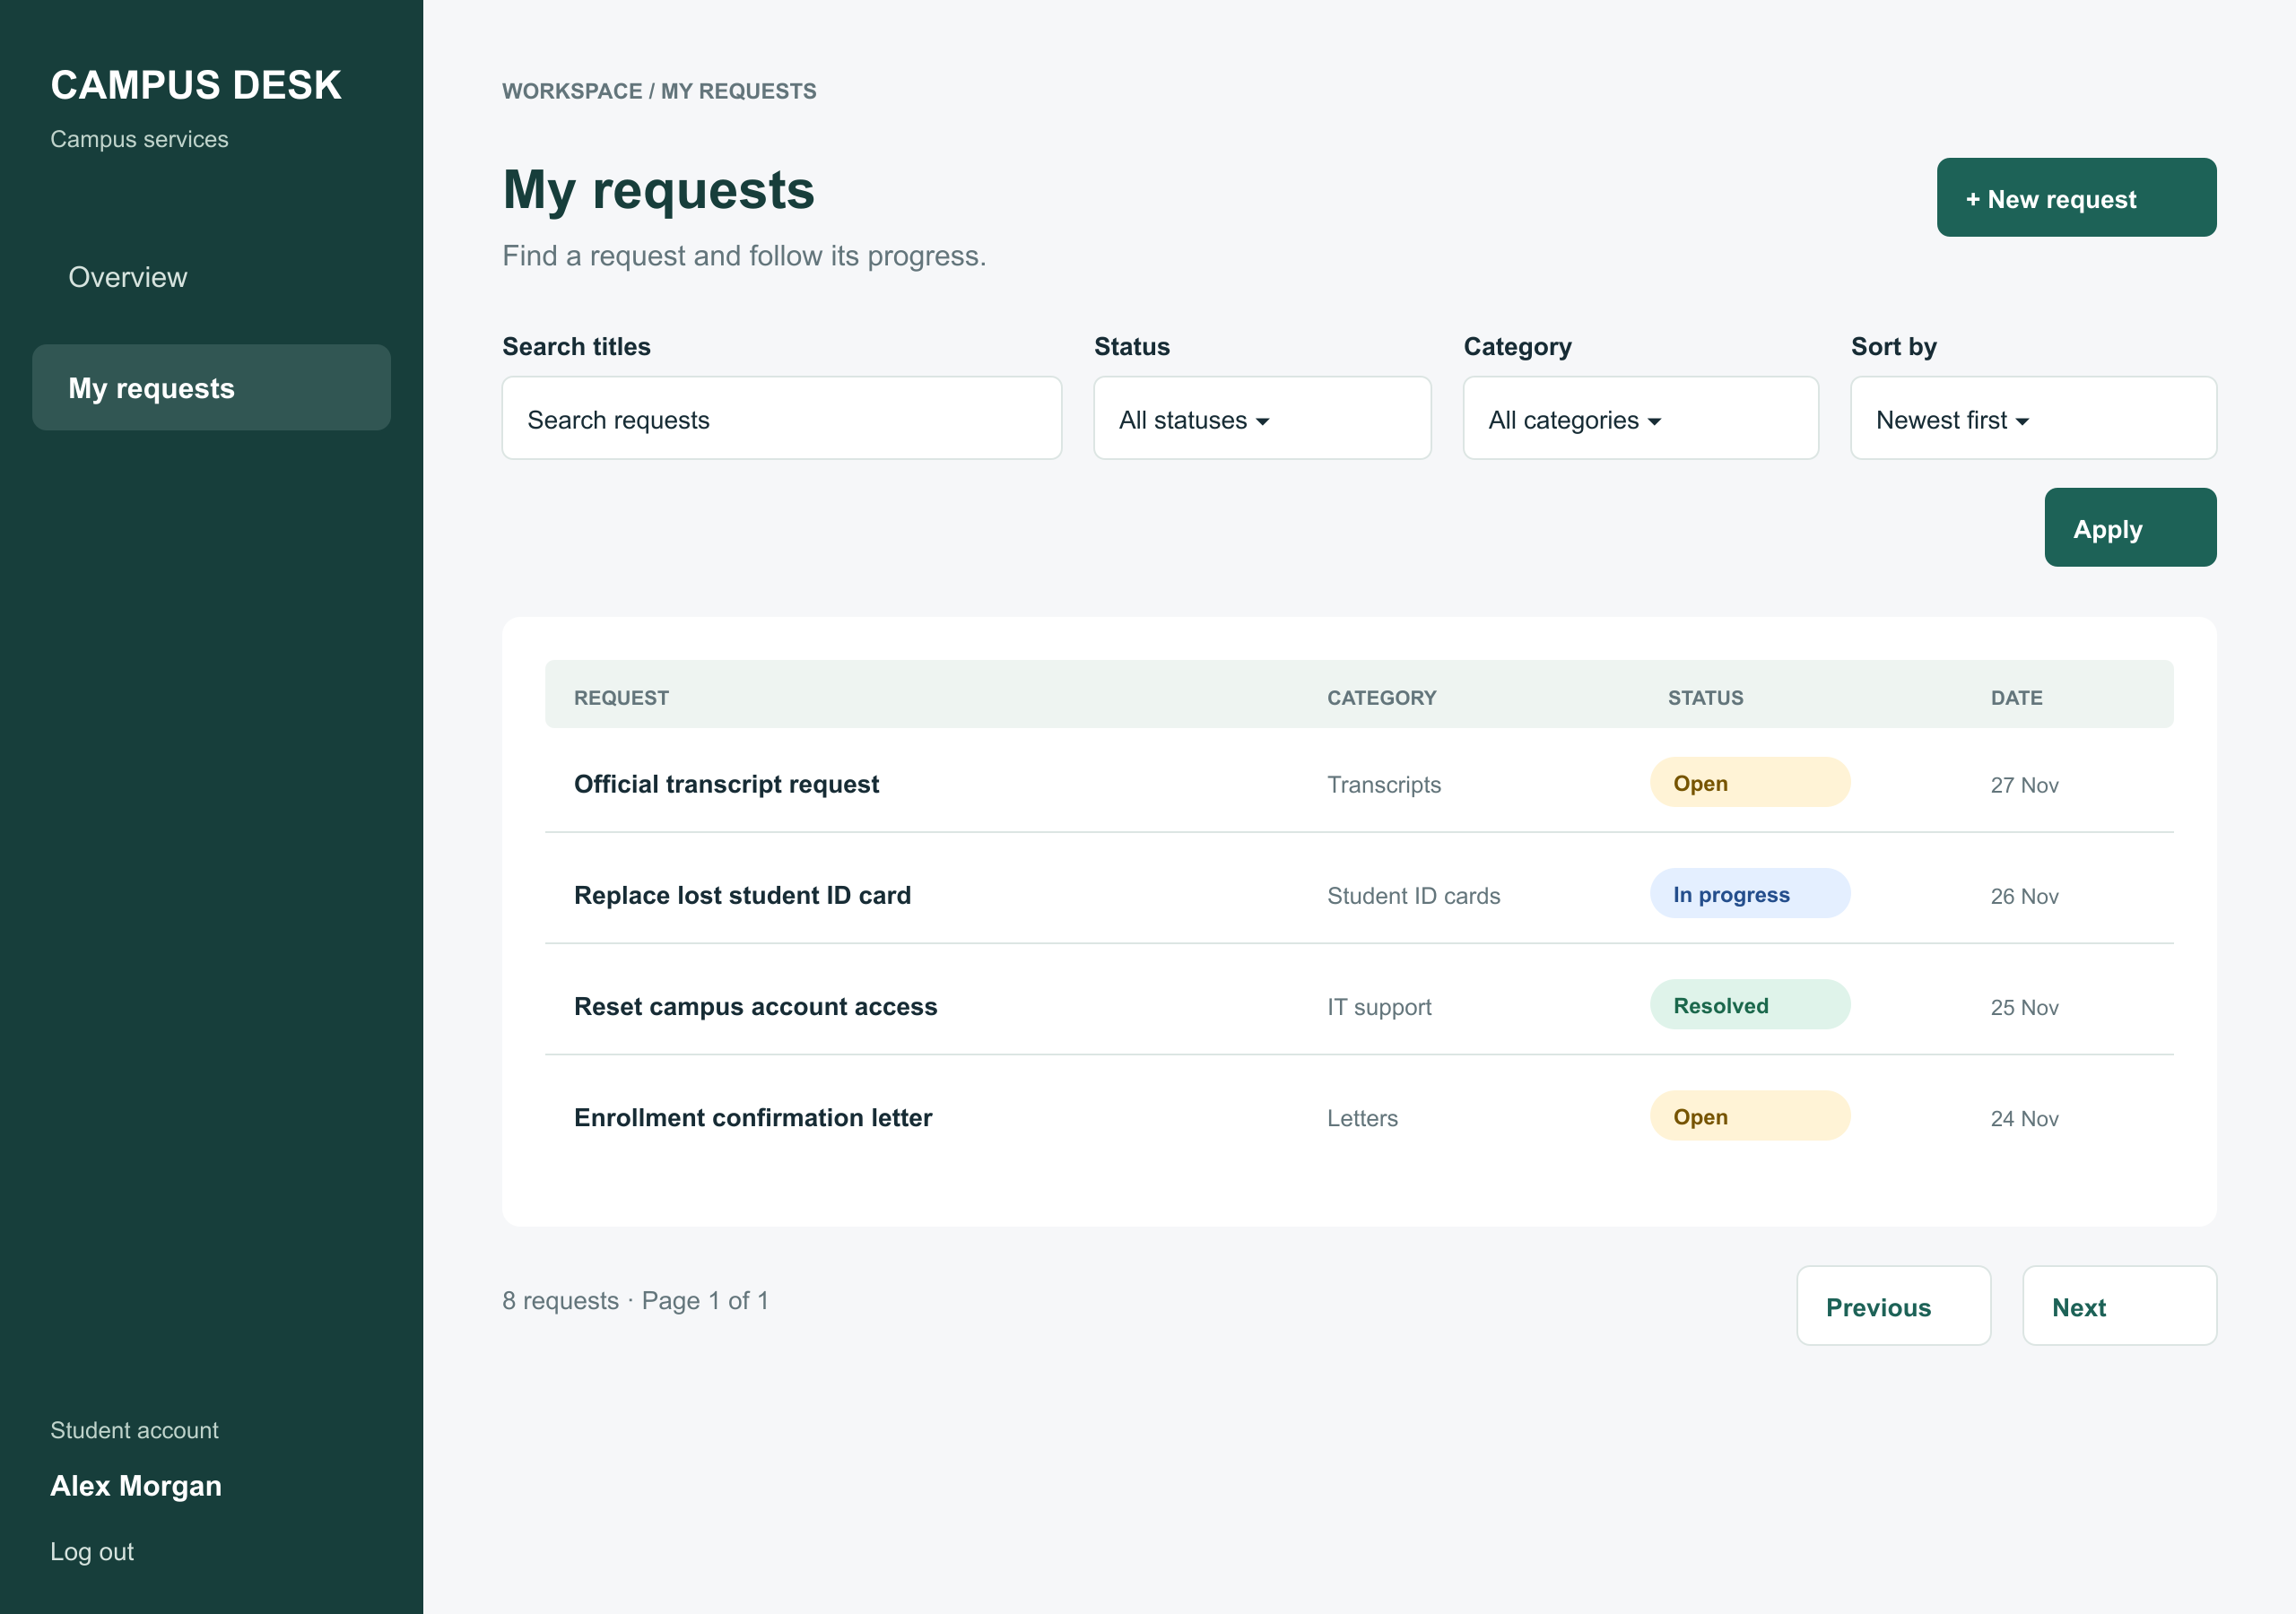 CAMPUS DESK
Campus services
Overview
My requests
Student account
Alex Morgan
Log out
WORKSPACE / MY REQUESTS
My requests
+ New request
Find a request and follow its progress.
Search titles Status Category Sort by
Search requests All statuses All categories Newest first
Apply
REQUEST CATEGORY STATUS DATE
Official transcript request Transcripts Open 27 Nov
Replace lost student ID card Student ID cards In progress 26 Nov
Reset campus account access IT support Resolved 25 Nov
Enrollment confirmation letter Letters Open 24 Nov
8 requests · Page 1 of 1 Previous Next